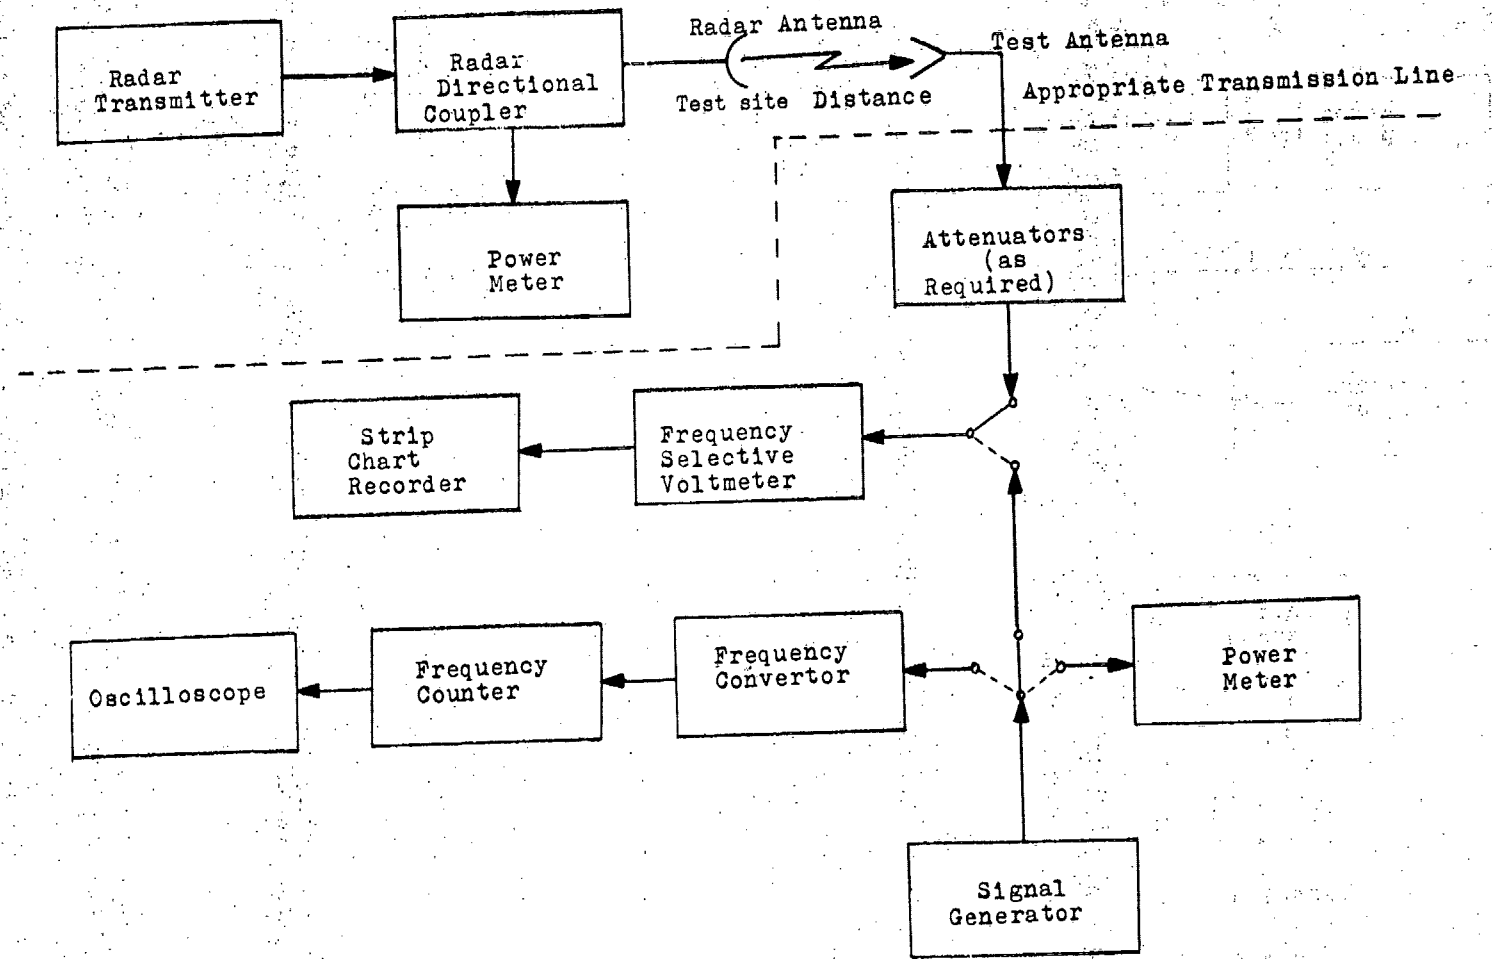 Radar
Transmitter
Radar
Directional
Coupler
Radar Antenna
Test site Distance
Test Antenna
Appropriate Transmission Line
Power
Meter
Attenuators
(as
Required)
Strip
Chart
Recorder
Frequency
Selective
Voltmeter
Oscilloscope
Frequency
Counter
Frequency
Convertor
Power
Meter
Signal
Generator